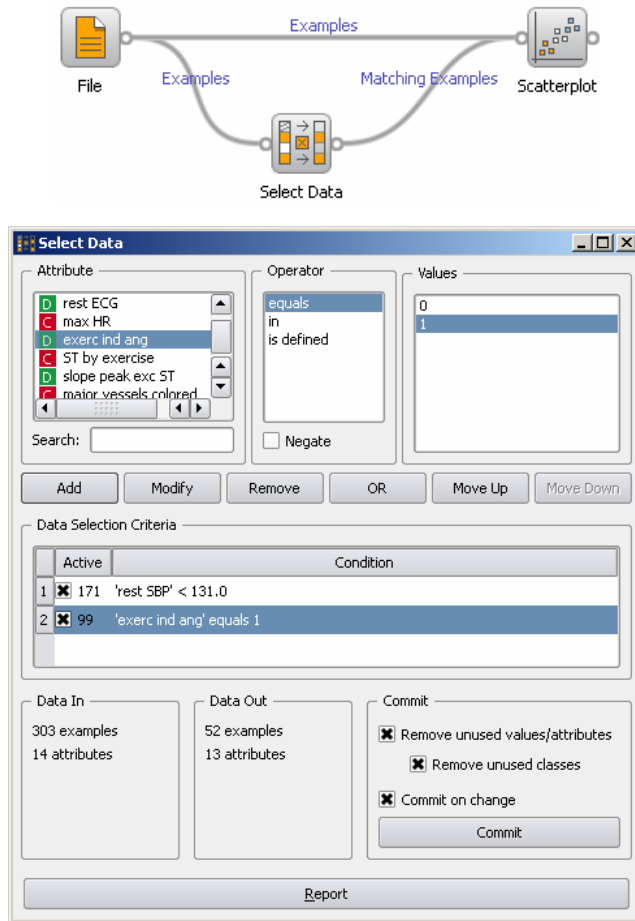 Examples
File
Examples
Matching Examples
Scatterplot
Select Data
Select Data
Attribute
D rest ECG
C max HR
D exerc ind ang
C ST by exercise
D slope peak exc ST
C major vessels colored
Search:
Operator
equals
in
is defined
Negate
Values
0
1
Add Modify Remove OR Move Up Move Down
Data Selection Criteria
Active Condition
1 171 'rest SBP' < 131.0
2 99 'exerc ind ang' equals 1
Data In
303 examples
14 attributes
Data Out
52 examples
13 attributes
Commit
Remove unused values/attributes
Remove unused classes
Commit on change
Commit
Report